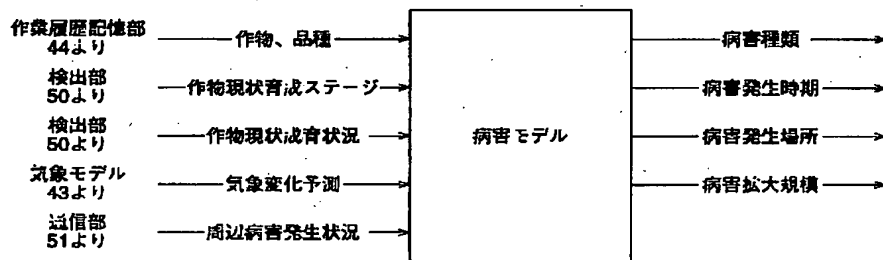 作業履歴記憶部
44より
作物、品種
検出部
50より
作物現状育成ステージ
検出部
50より
作物現状成育状況
気象モデル
43より
気象変化予測
通信部
51より
周辺病害発生状況
病害モデル
病害種類
病害発生時期
病害発生場所
病害拡大規模